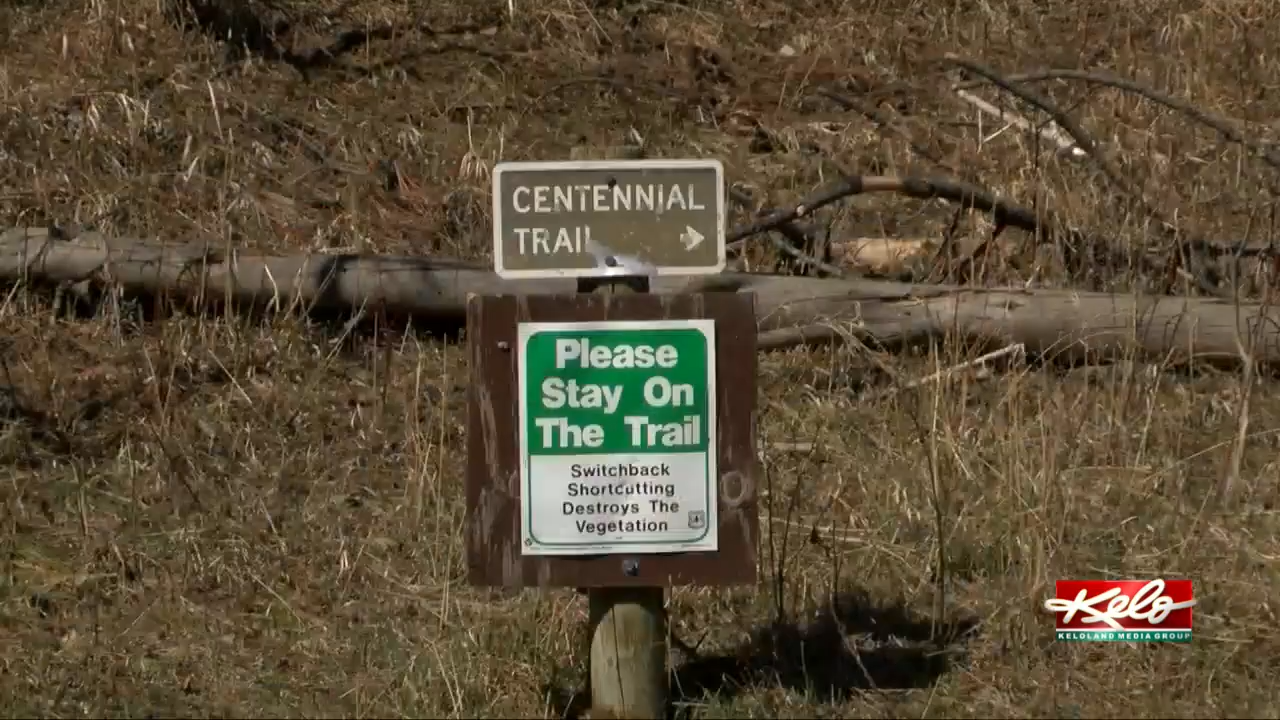 CENTENNIAL
TRAIL
Please
Stay On
The Trail
Switchback
Shortcutting
Destroys The
Vegetation
Kelo
KELOLAND MEDIA GROUP